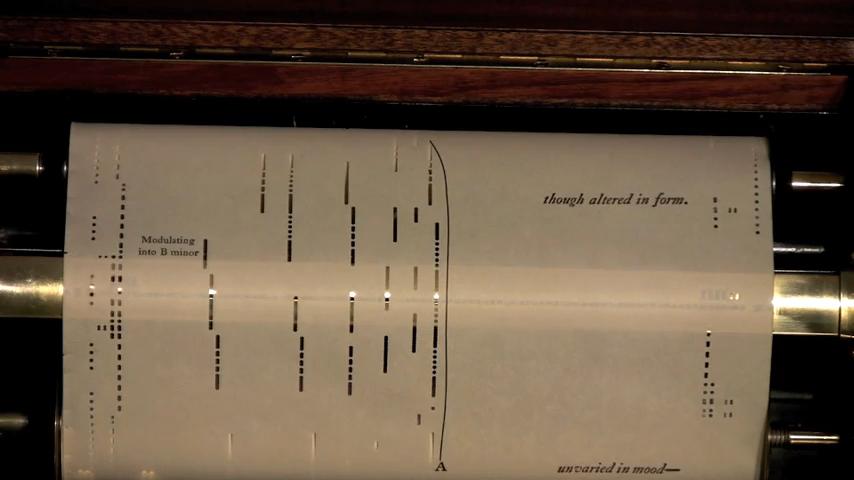 though altered in form.
Modulating
into B minor
A
unvaried in mood—